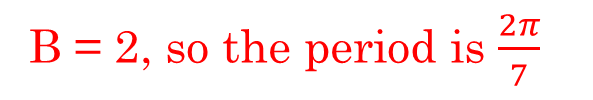 B = 2, so the period is 2π/7